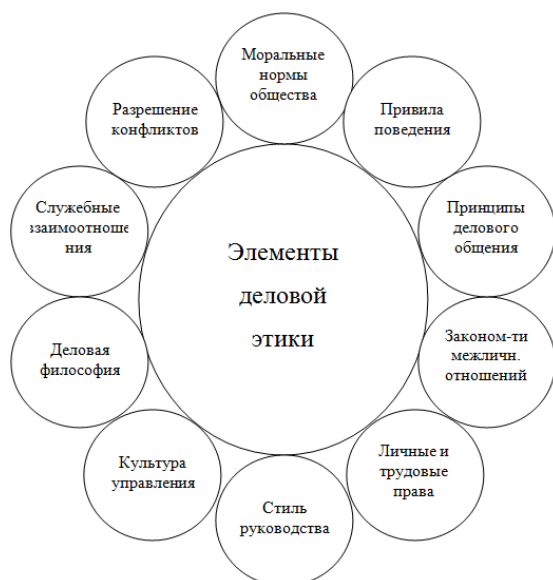 Моральные
нормы
общества
Привила
поведения
Принципы
делового
общения
Законом-ти
межличн.
отношений
Личные и
трудовые
права
Стиль
руководства
Культура
управления
Деловая
философия
Служебные
взаимоотноше
ния
Разрешение
конфликтов
Элементы
деловой
этики